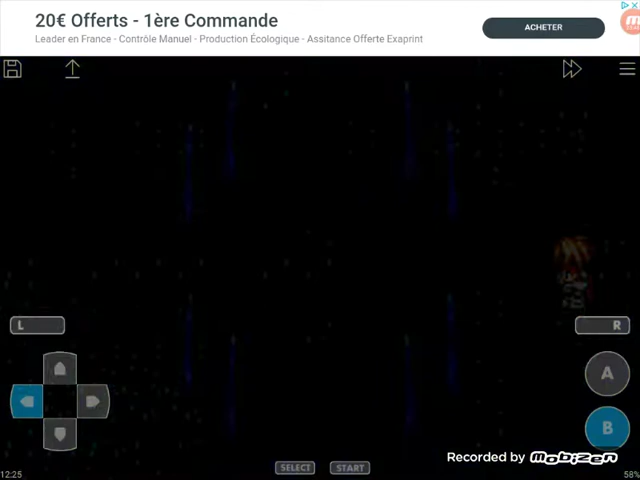 20€ Offerts - 1ère Commande
Leader en France - Contrôle Manuel - Production Écologique - Assitance Offerte Exaprint
ACHETER
L
R
A
B
Recorded by mobizen
SELECT
START
12:25
58%